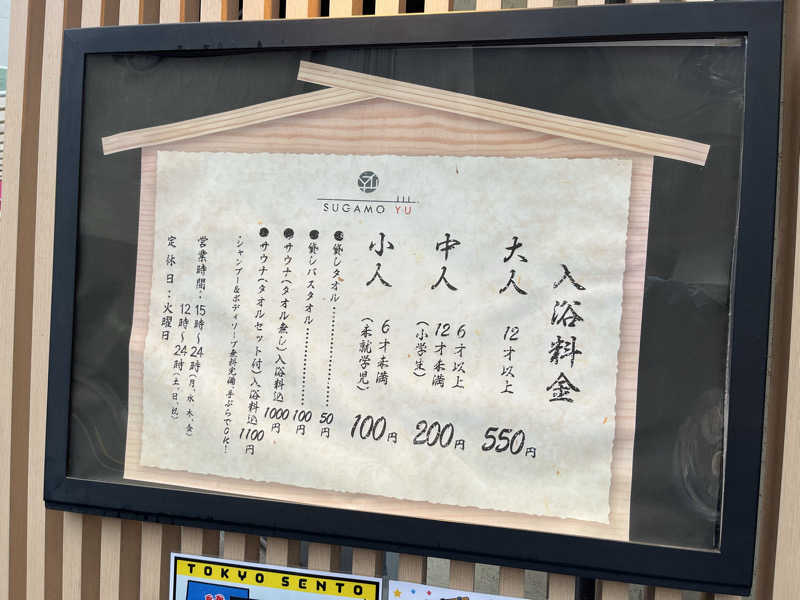 SUGAMO YU
入浴料金
大人 12才以上 550円
中人 6才以上
12才未満
(小学生) 200円
小人 6才未満
(未就学児) 100円
貸しタオル 50円
貸しバスタオル 100円
サウナ(タオル無し)入浴料込 1000円
サウナ(タオルセット付)入浴料込 1100円
・シャンプー&ボディソープ無料完備 手ぶらでOK!
営業時間:15時〜24時(月、水、木、金)
12時〜24時(土、日、祝)
定休日:火曜日
TOKYO SENTO